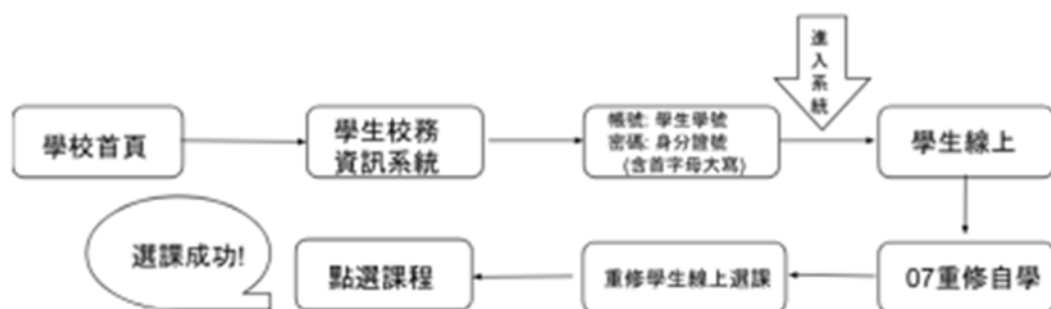 進入系統
學校首頁
學生校務
資訊系統
帳號: 學生學號
密碼: 身分證號
(含首字母大寫)
學生線上
07重修自學
重修學生線上選課
點選課程
選課成功!